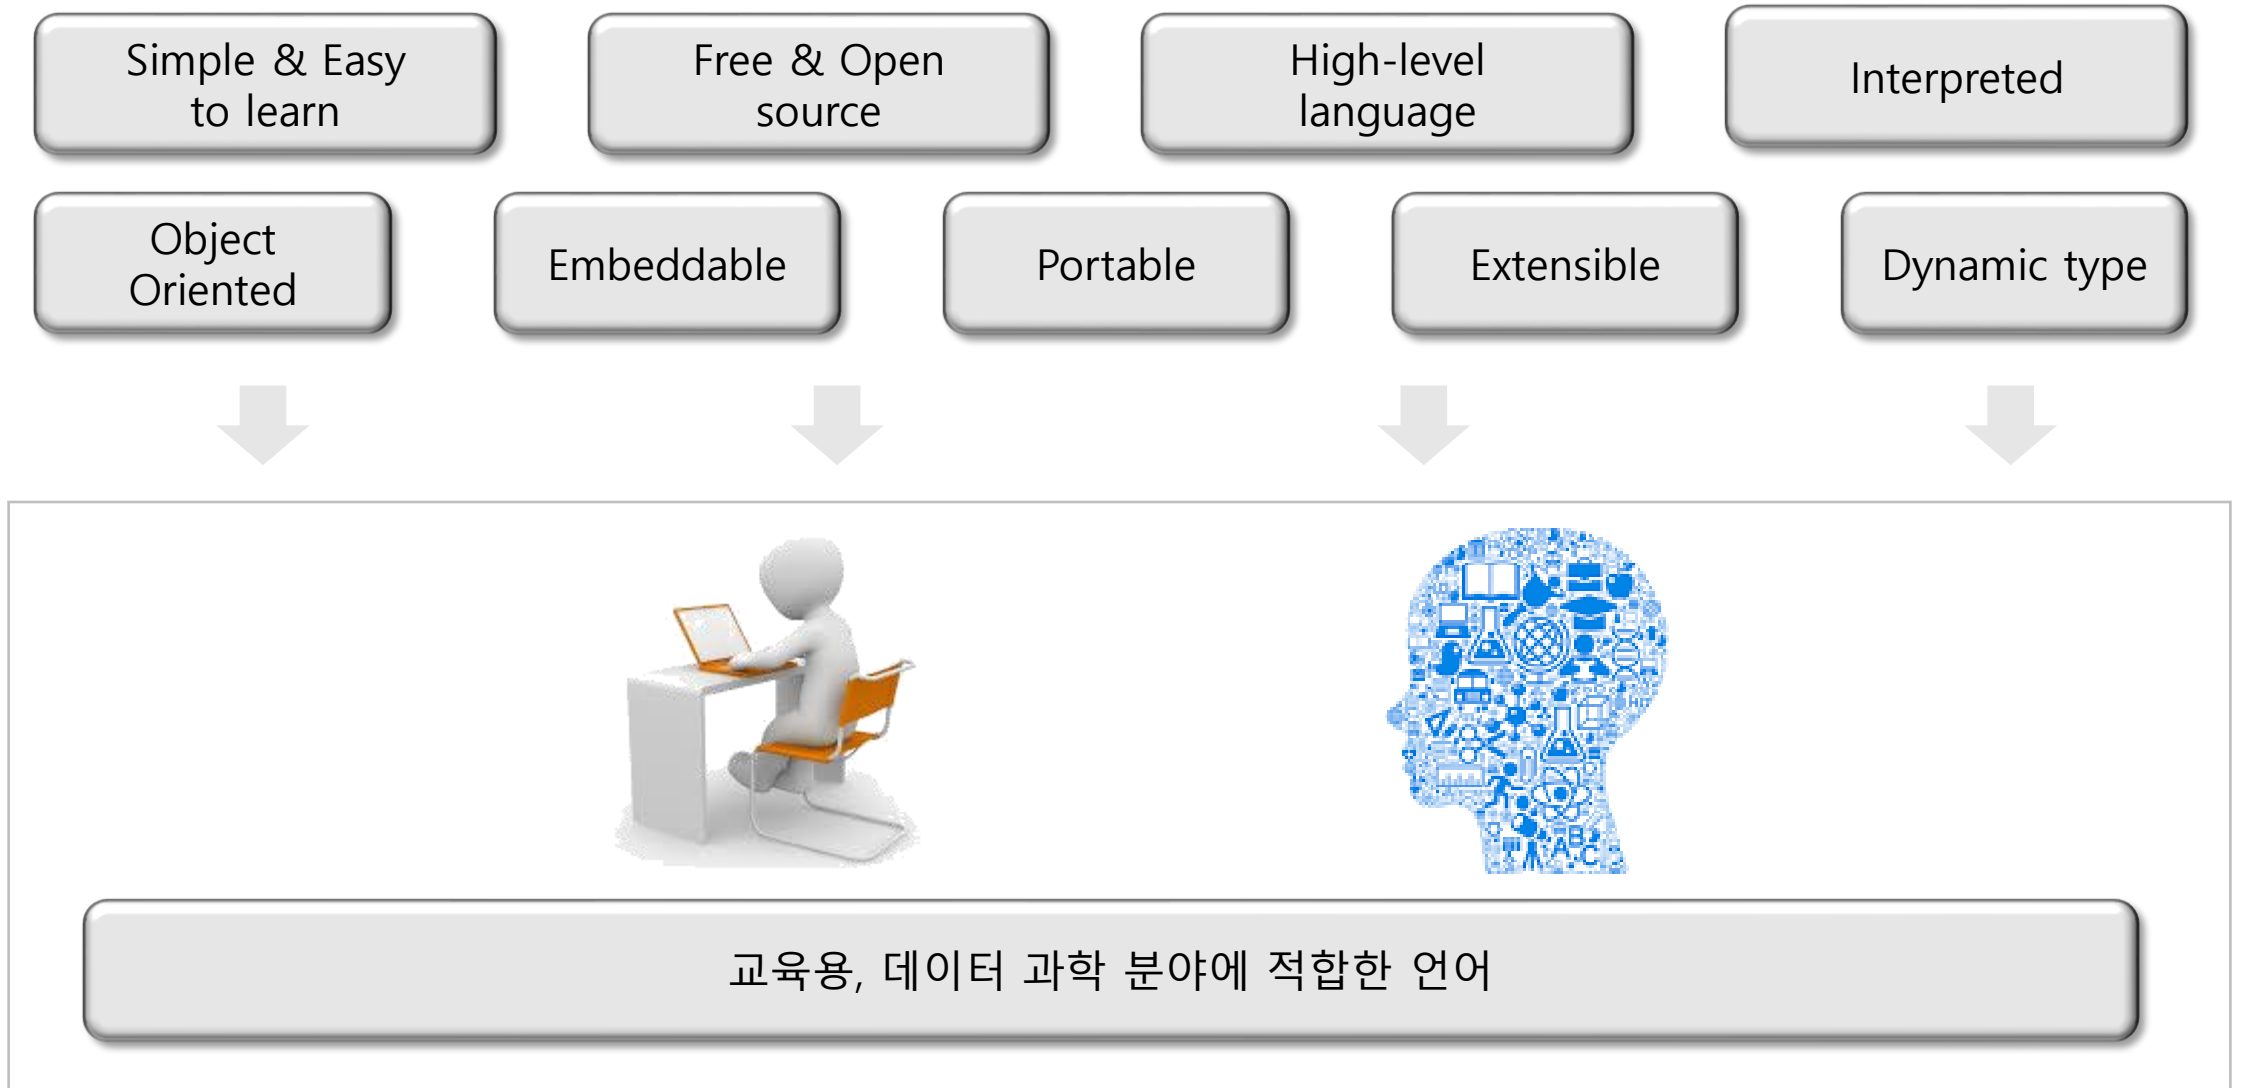 Simple & Easy
to learn
Free & Open
source
High-level
language
Interpreted
Object
Oriented
Embeddable
Portable
Extensible
Dynamic type
A B C
교육용, 데이터 과학 분야에 적합한 언어